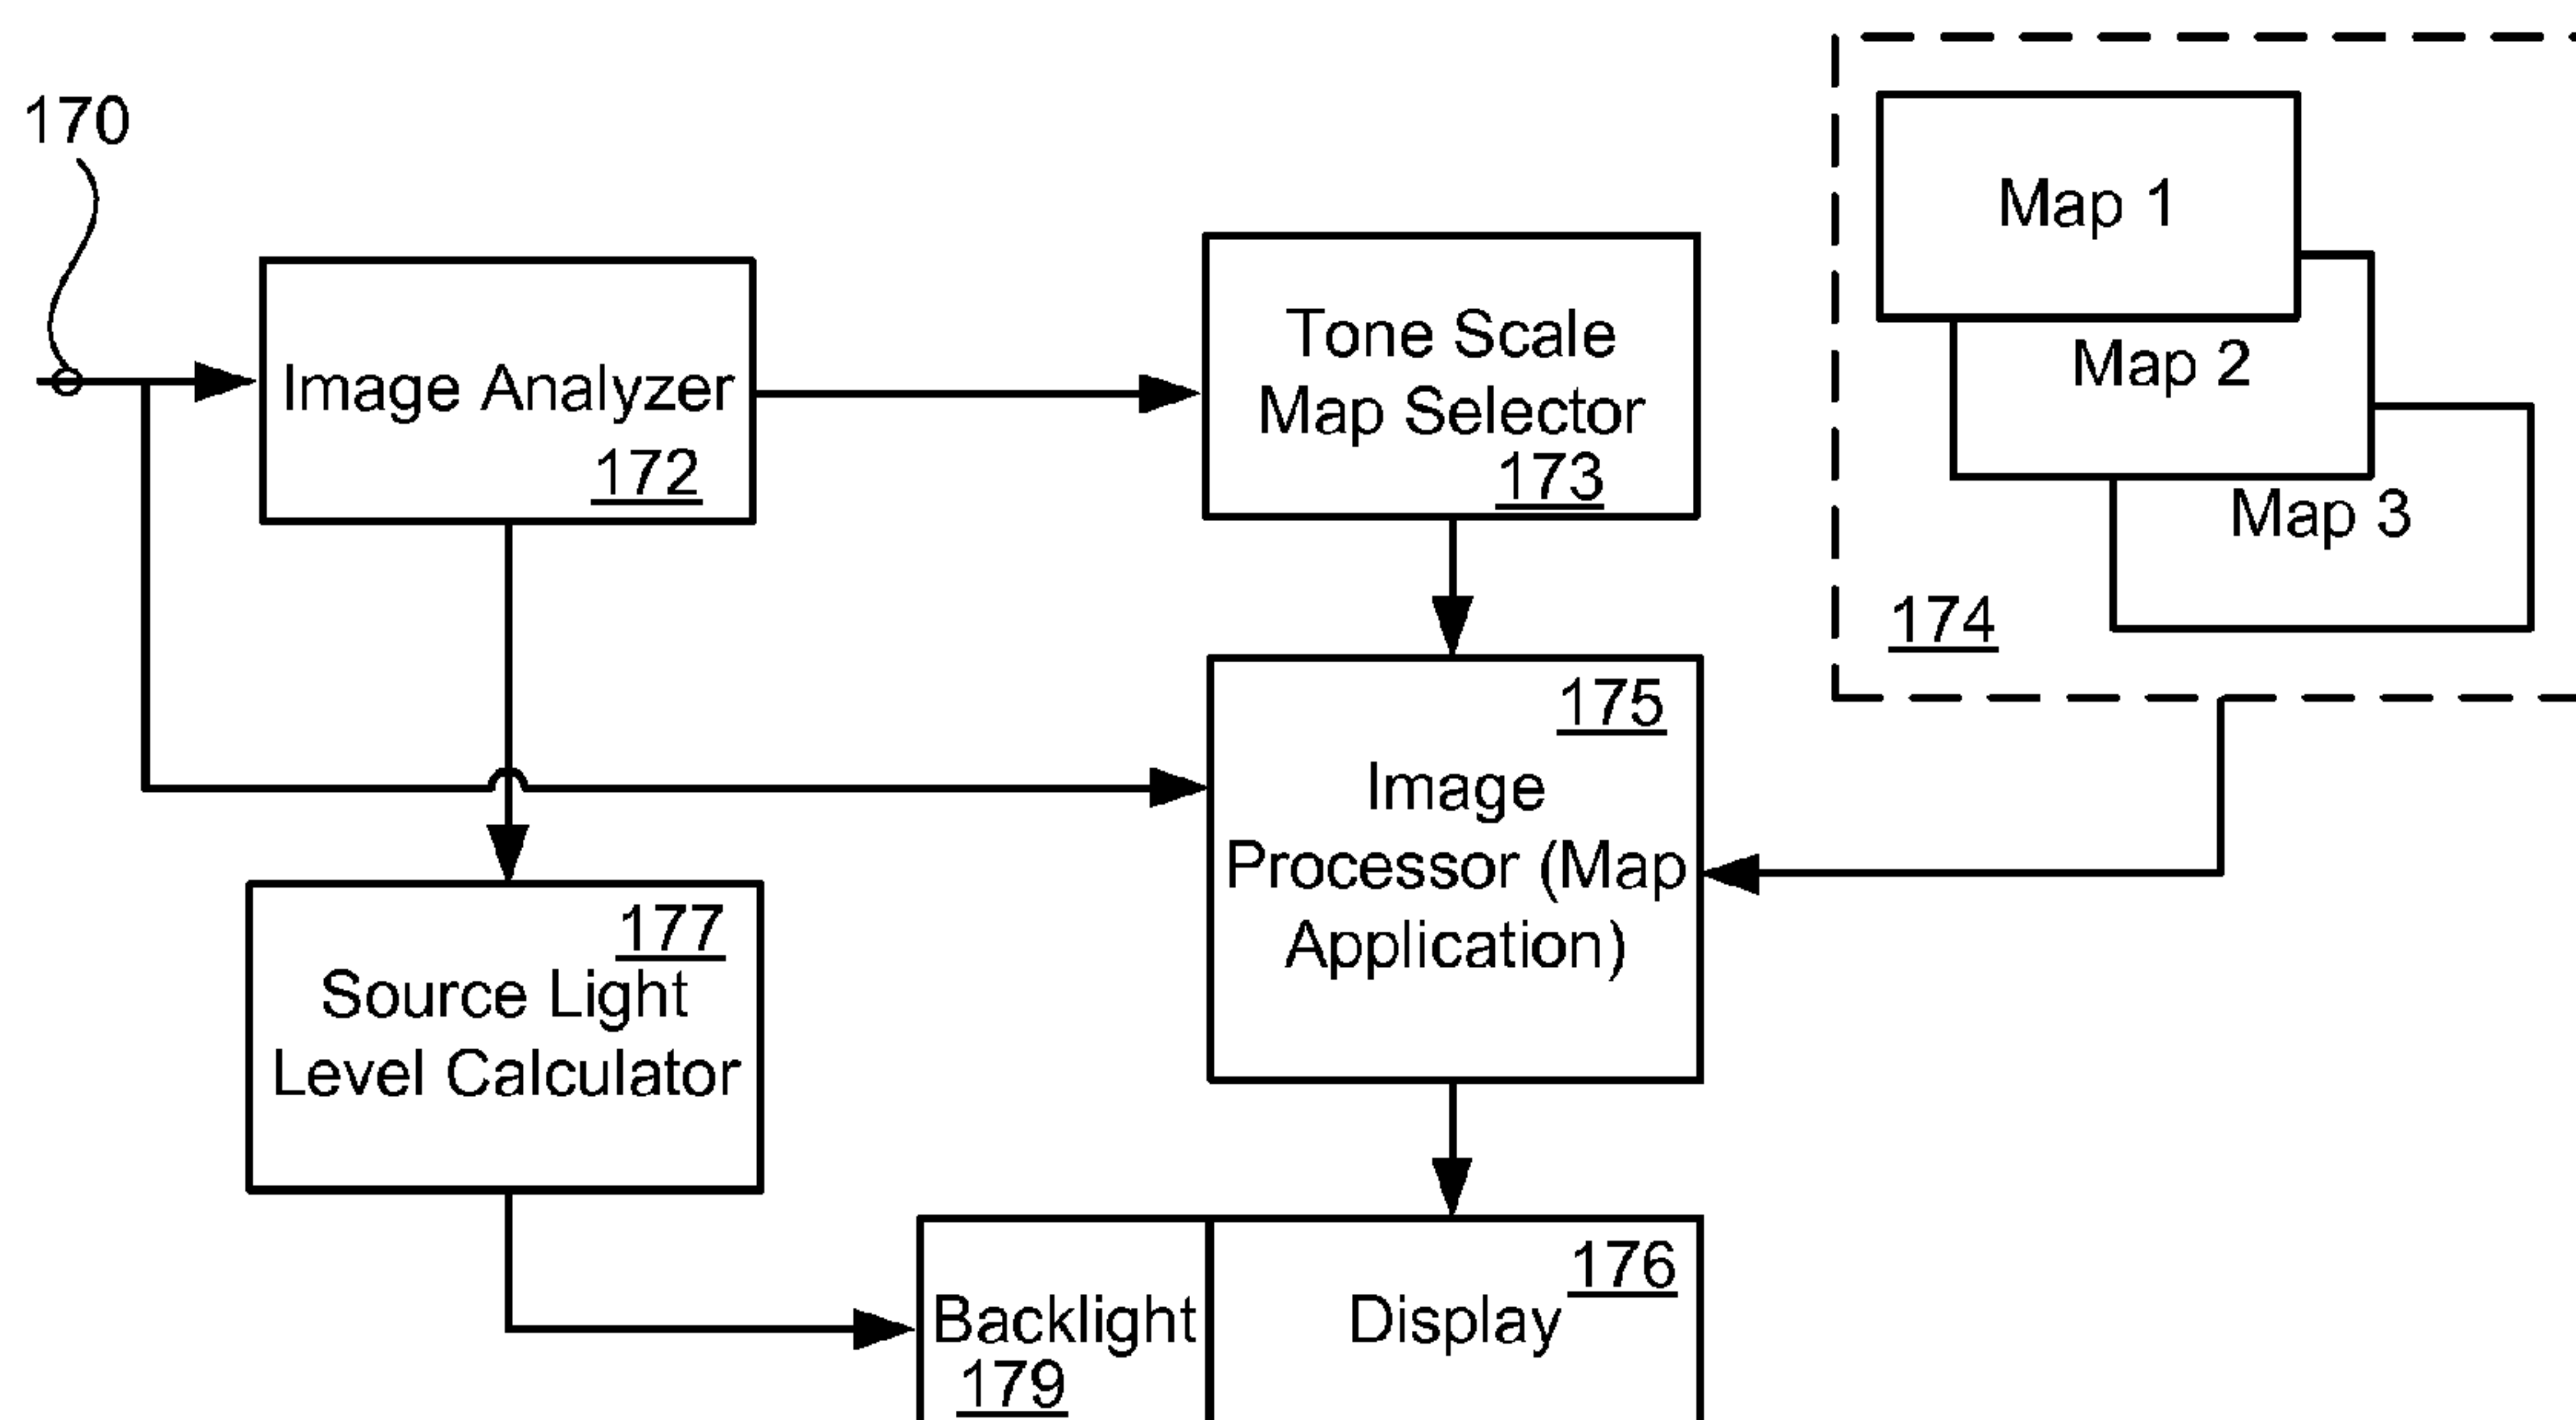 170
Image Analyzer
172
Tone Scale
Map Selector
173
Map 1
Map 2
Map 3
174
175
Image
Processor (Map
Application)
177
Source Light
Level Calculator
Backlight
179
176
Display